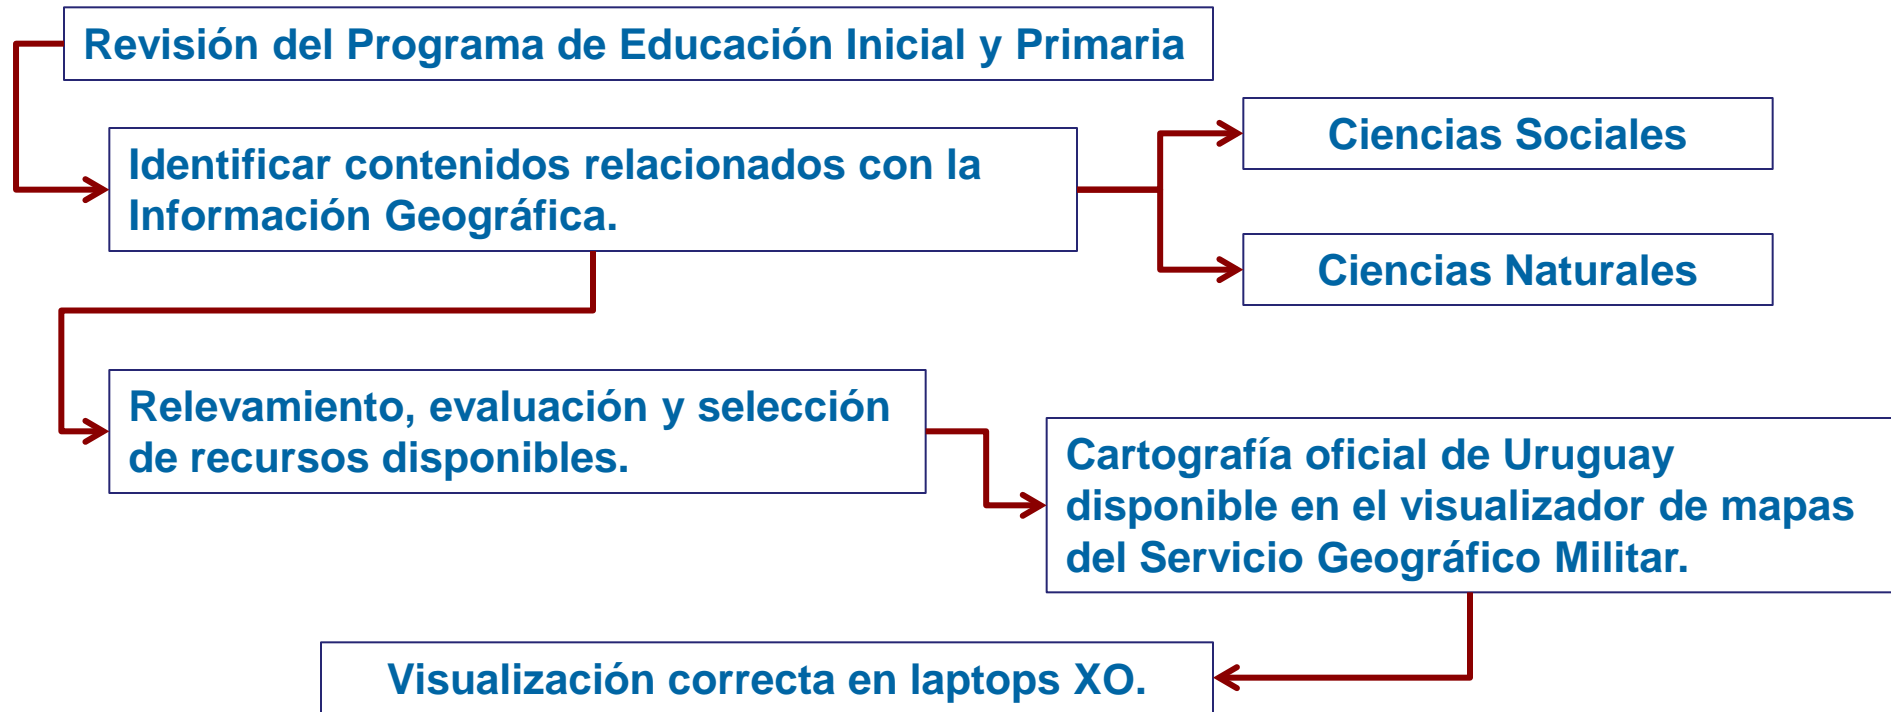 Revisión del Programa de Educación Inicial y Primaria
Identificar contenidos relacionados con la
Información Geográfica.
Ciencias Sociales
Ciencias Naturales
Relevamiento, evaluación y selección
de recursos disponibles.
Cartografía oficial de Uruguay
disponible en el visualizador de mapas
del Servicio Geográfico Militar.
Visualización correcta en laptops XO.